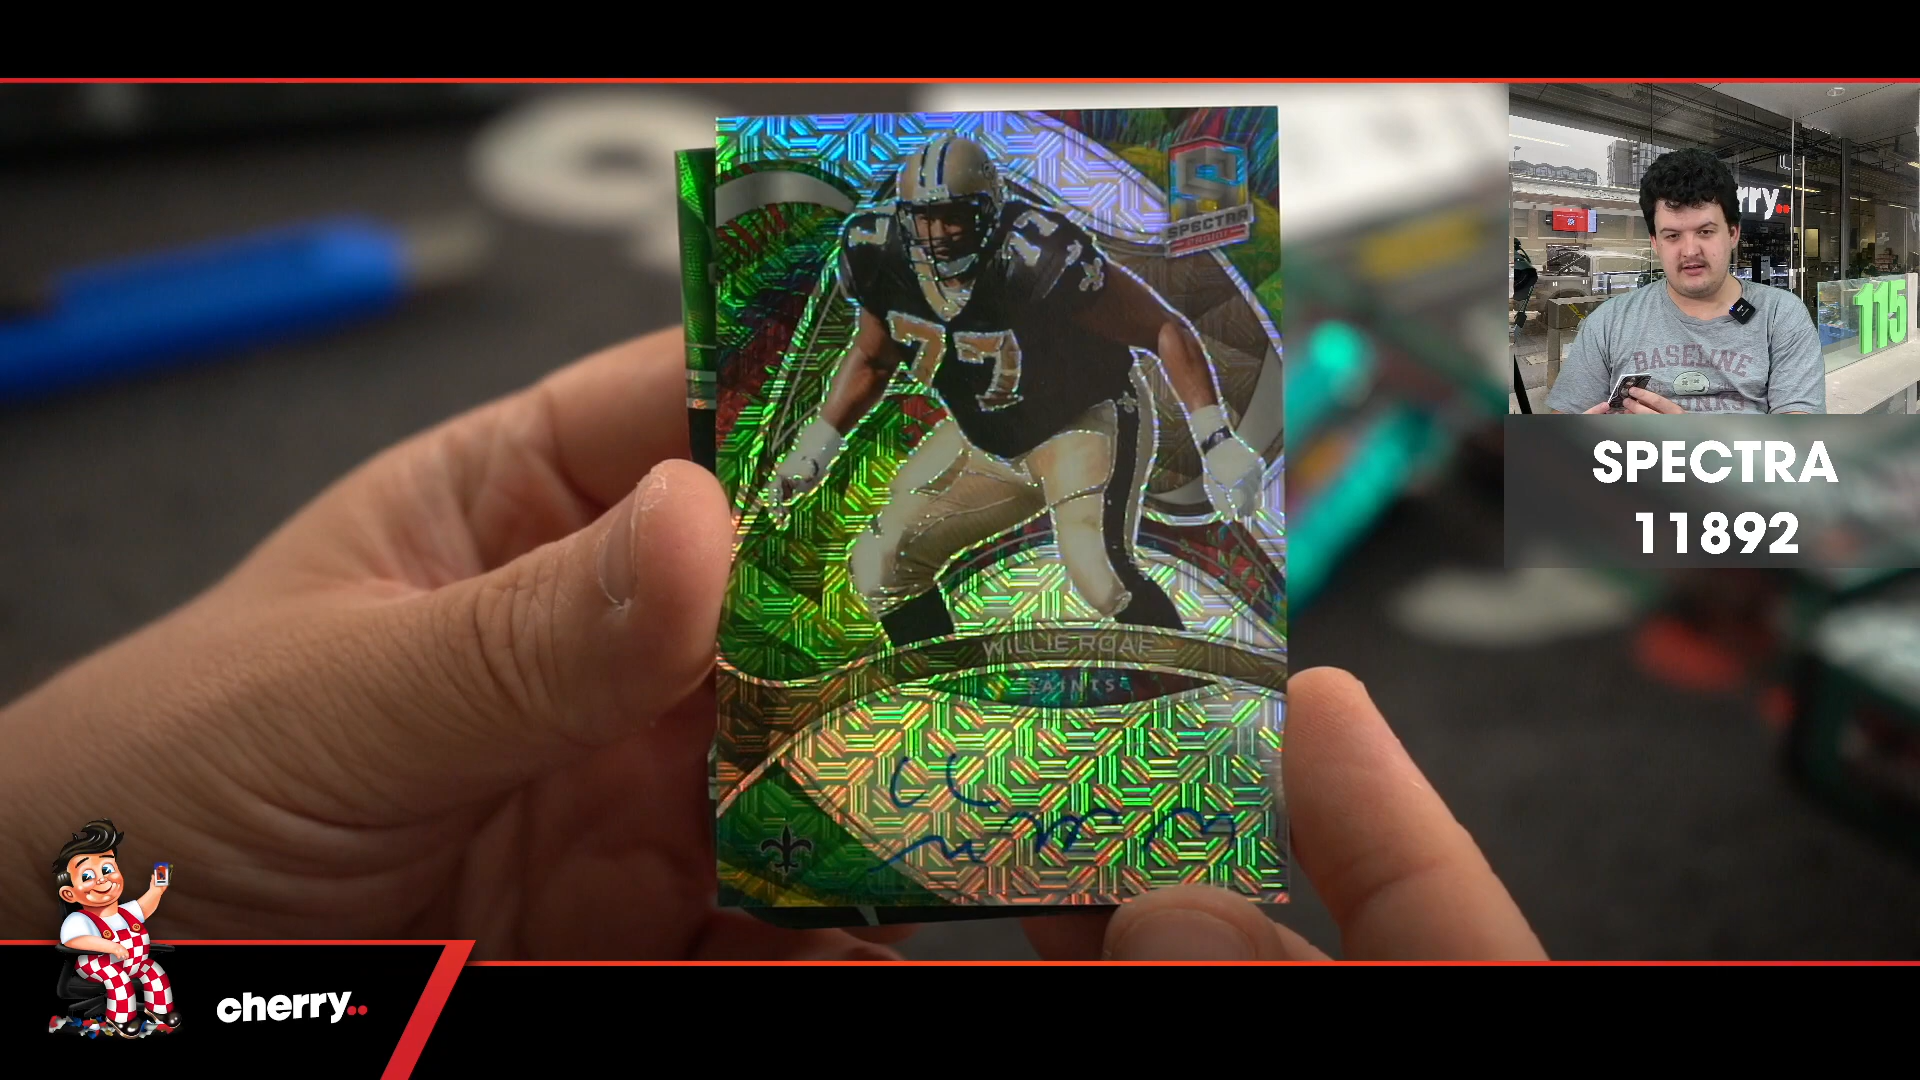 SPECTRA
PRIZM
77
WILLIE ROAF
SAINTS
rry..
115
BASELINE
SPECTRA
11892
cherry..